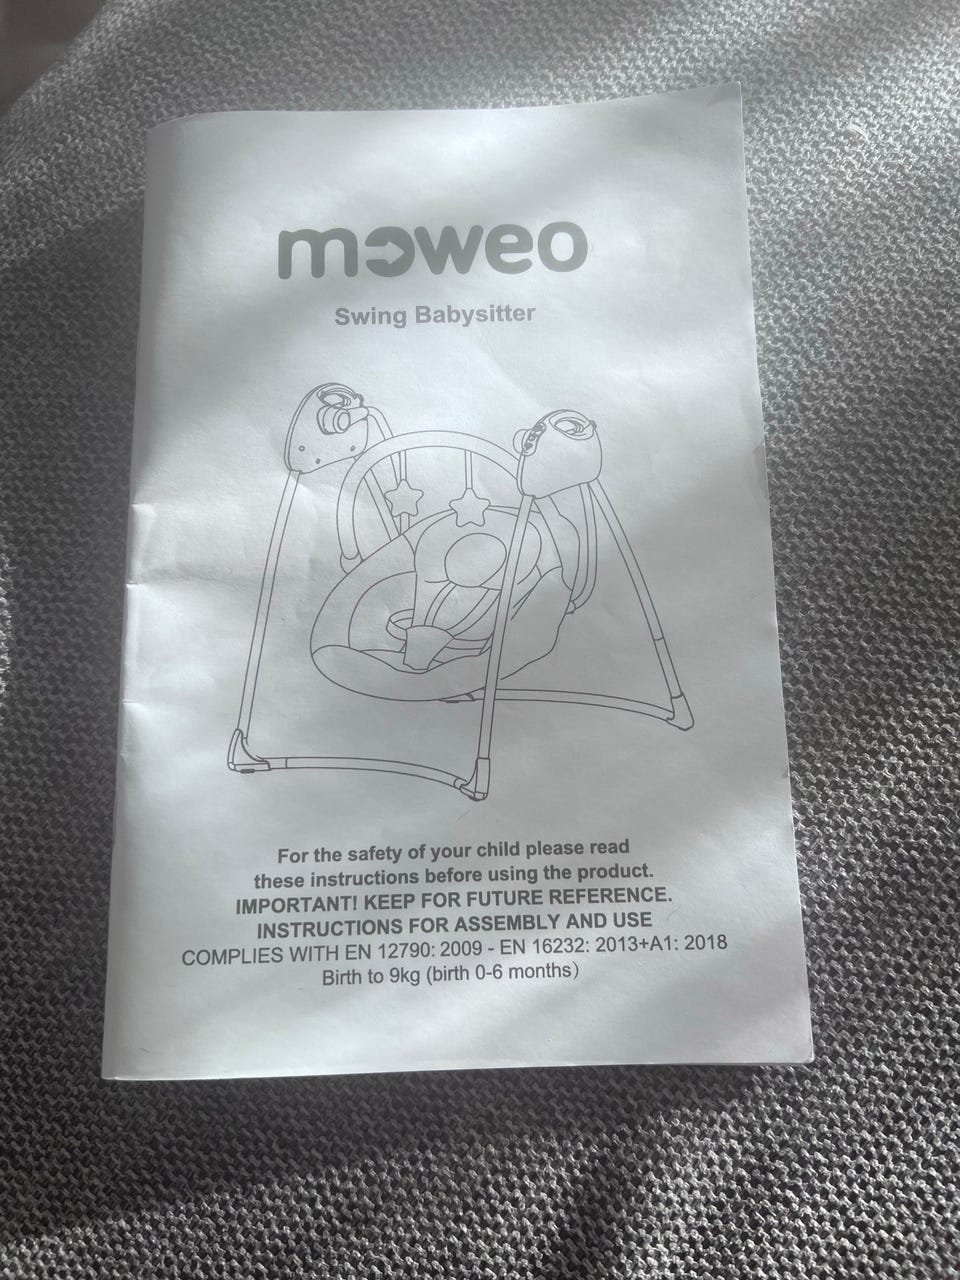 moweo
Swing Babysitter
For the safety of your child please read
these instructions before using the product.
IMPORTANT! KEEP FOR FUTURE REFERENCE.
INSTRUCTIONS FOR ASSEMBLY AND USE
COMPLIES WITH EN 12790: 2009 - EN 16232: 2013+A1: 2018
Birth to 9kg (birth 0-6 months)